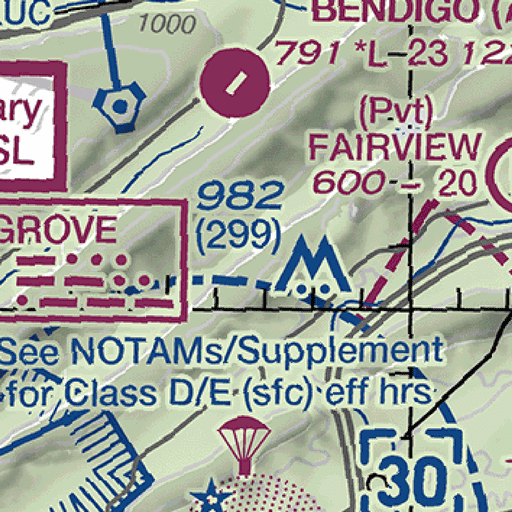 LUC
1000
BENDIGO (
791 *L-23 122
ary
SL
(Pvt)
FAIRVIEW
600 - 20
982
(299)
GROVE
See NOTAMs/Supplement
for Class D/E (sfc) eff hrs
30